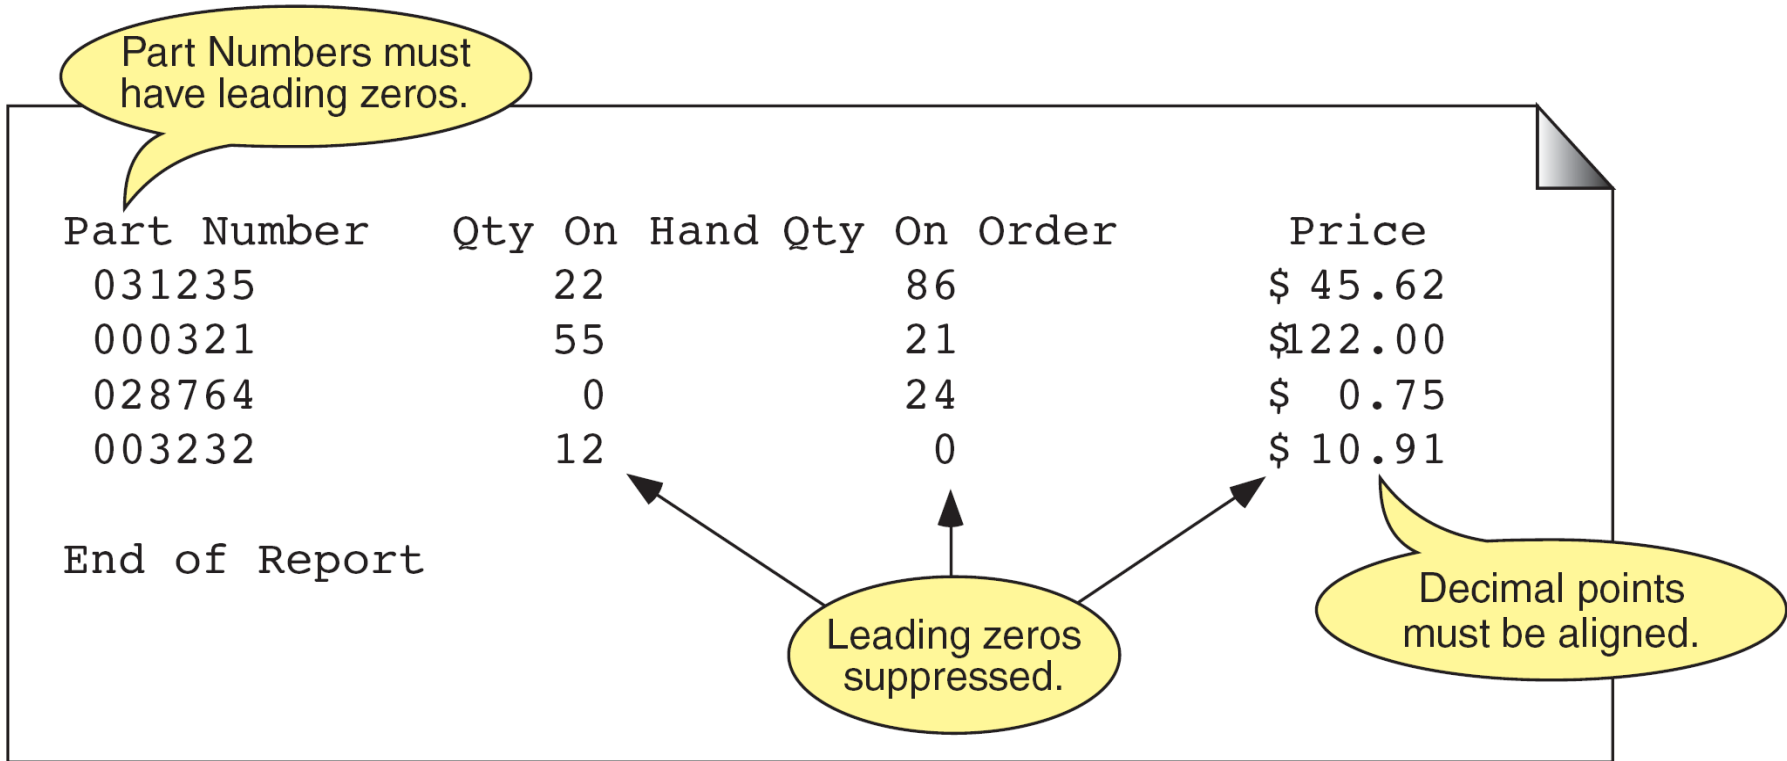 Part Numbers must
have leading zeros.
Part Number Qty On Hand Qty On Order Price
031235 22 86 $ 45.62
000321 55 21 $122.00
028764 0 24 $ 0.75
003232 12 0 $ 10.91
End of Report
Leading zeros
suppressed.
Decimal points
must be aligned.